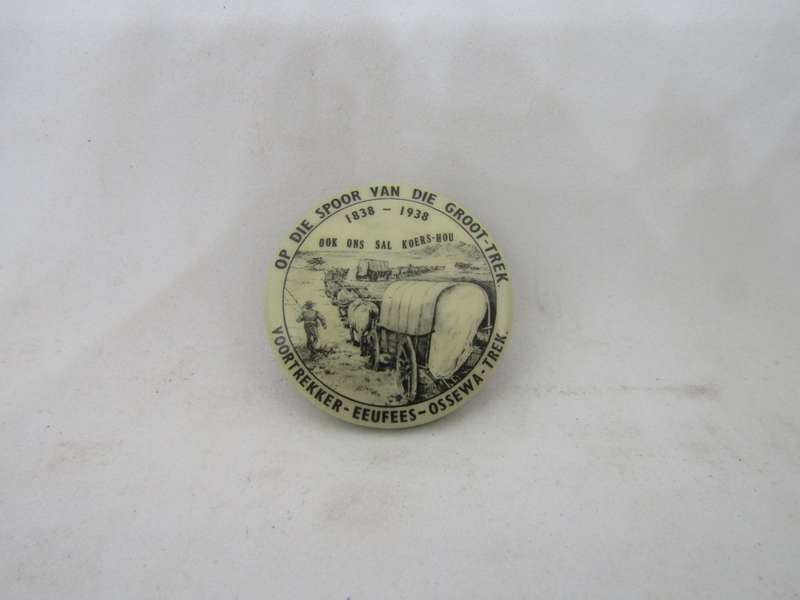 OP DIE SPOOR VAN DIE GROOT-TREK.
1838 - 1938
OOK ONS SAL KOERS-HOU
VOORTREKKER-EEUFEES-OSSEWA-TREK.